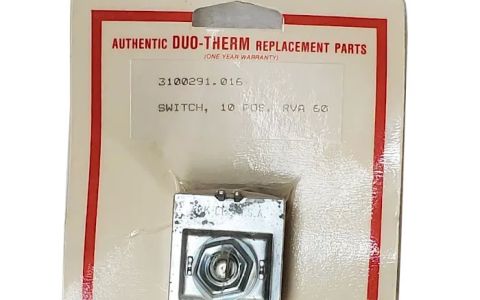 AUTHENTIC DUO-THERM REPLACEMENT PARTS
(ONE YEAR WARRANTY)
3100291.016
SWITCH, 10 POS, RVA 60